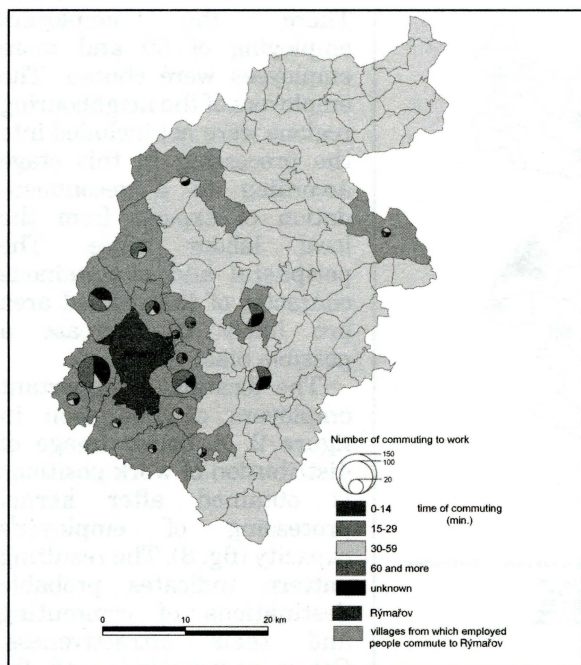 Number of commuting to work
150
100
20
0-14 time of commuting
(min.)
15-29
30-59
60 and more
unknown
Rýmařov
villages from which employed
people commute to Rýmařov
0 10 20 km